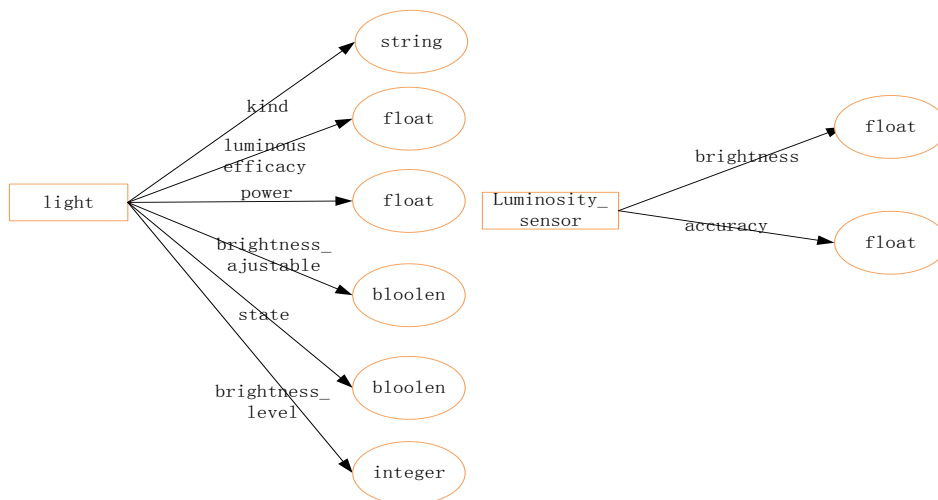 string
kind
float
luminous
efficacy
power
light
float
brightness_
ajustable
bloolen
state
bloolen
brightness_
level
integer
Luminosity_
sensor
brightness
float
accuracy
float